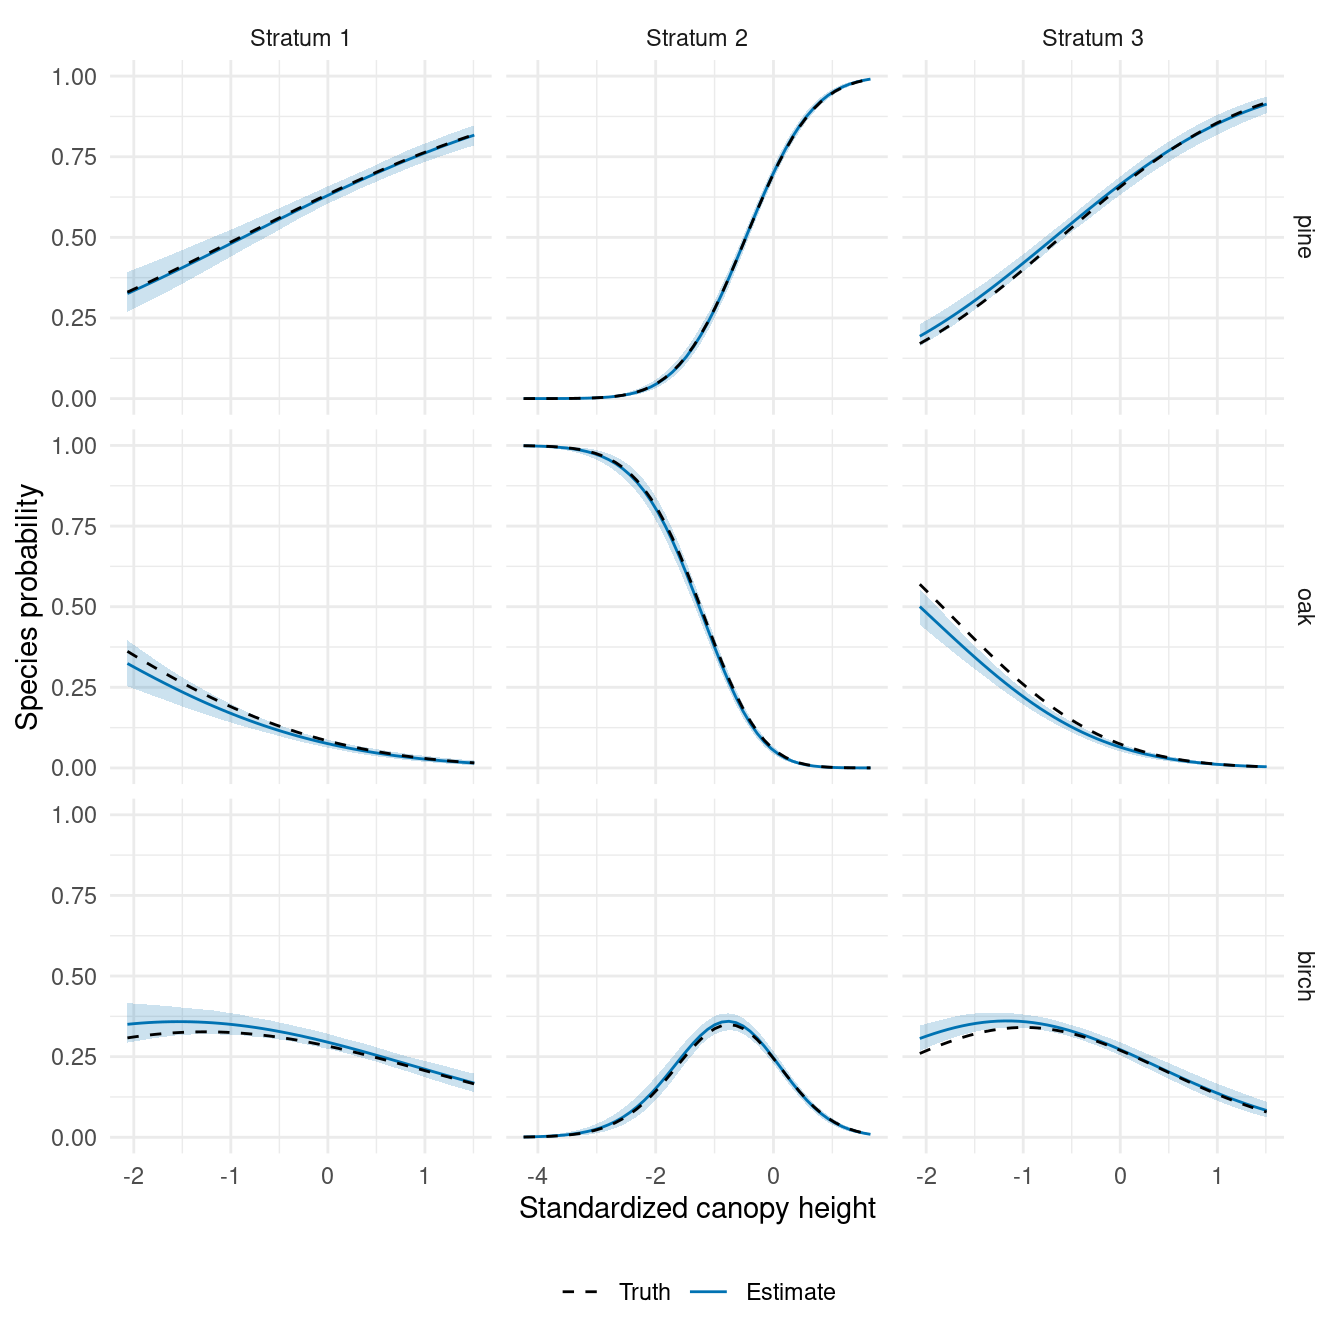 Stratum 1 Stratum 2 Stratum 3
1.00
0.75
0.50
0.25
0.00
pine
1.00
0.75
0.50
0.25
0.00
oak
1.00
0.75
0.50
0.25
0.00
birch
Species probability
-2 -1 0 1 -4 -2 0 -2 -1 0 1
Standardized canopy height
Truth Estimate